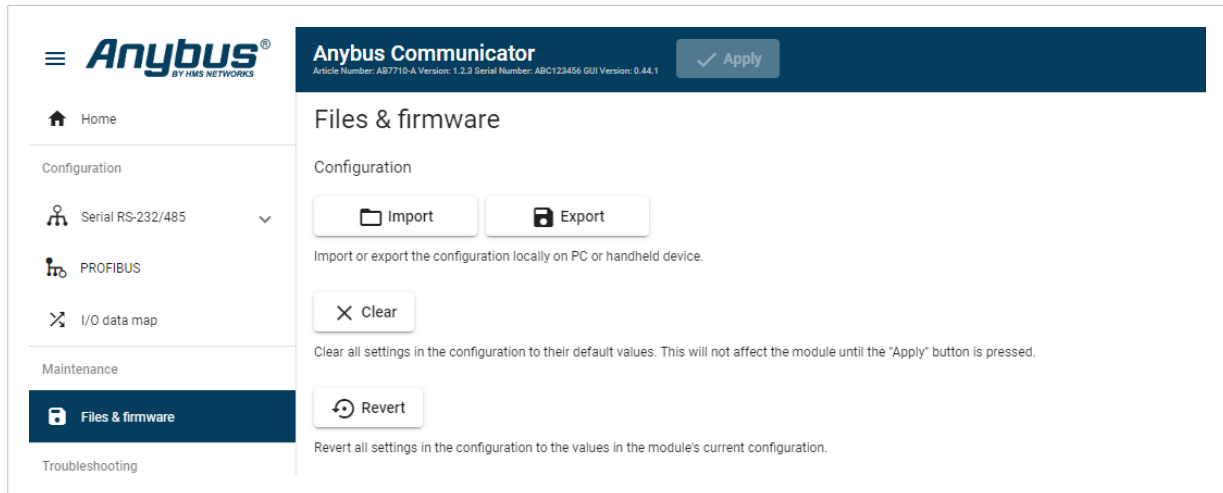 Anybus®
BY HMS NETWORKS
Anybus Communicator
Article Number: AB7710-A Version: 1.2.3 Serial Number: ABC123456 GUI Version: 0.44.1
Apply
Home
Configuration
Serial RS-232/485
PROFIBUS
I/O data map
Maintenance
Files & firmware
Troubleshooting
Files & firmware
Configuration
Import
Export
Import or export the configuration locally on PC or handheld device.
Clear
Clear all settings in the configuration to their default values. This will not affect the module until the "Apply" button is pressed.
Revert
Revert all settings in the configuration to the values in the module's current configuration.